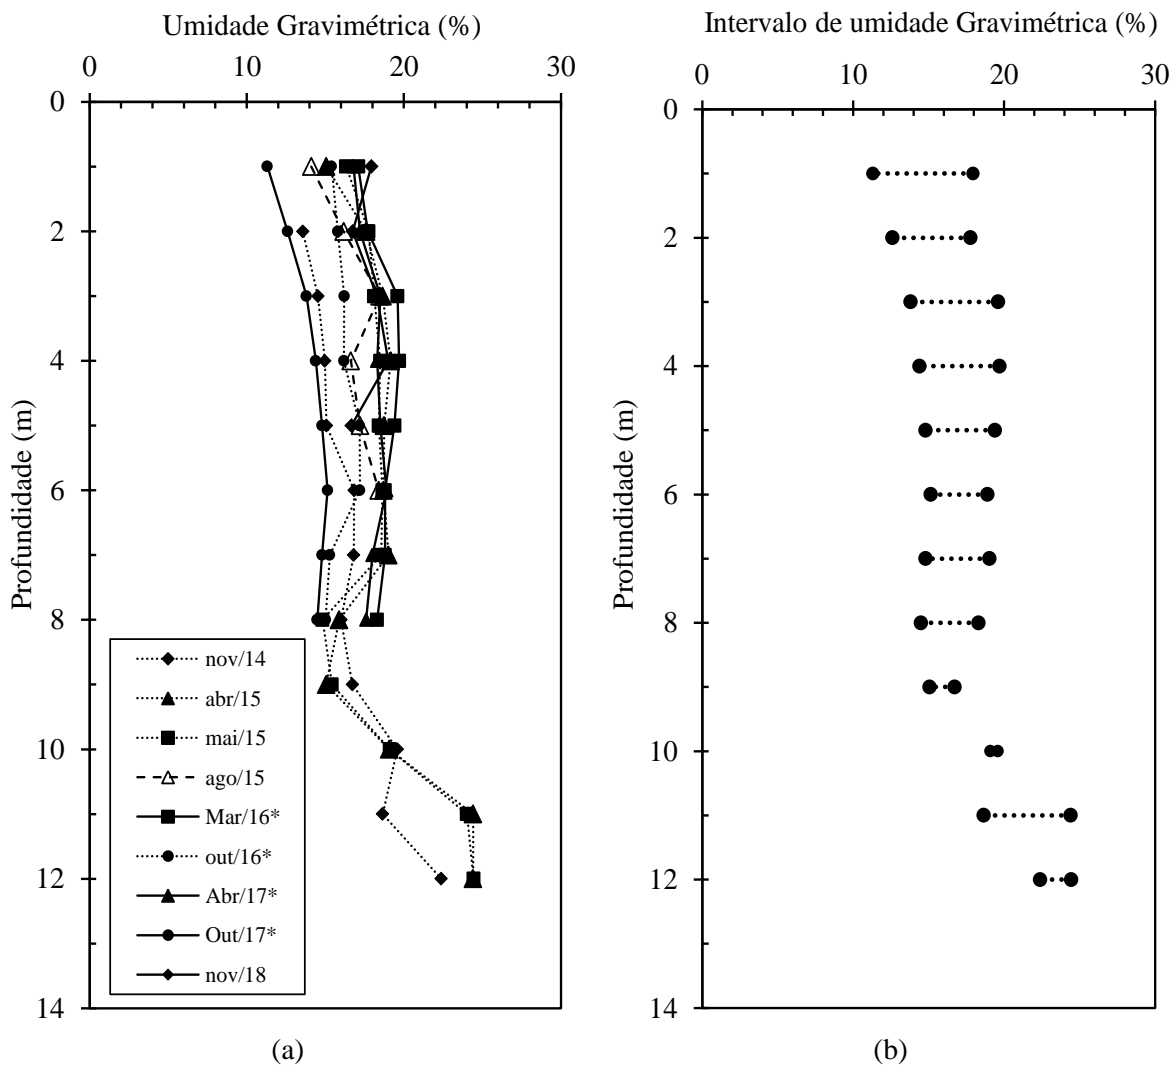 Umidade Gravimétrica (%)
0 10 20 30
0
2
4
6
8
10
12
14
Profundidade (m)
nov/14
abr/15
mai/15
ago/15
Mar/16*
out/16*
Abr/17*
Out/17*
nov/18
(a)
Intervalo de umidade Gravimétrica (%)
0 10 20 30
0
2
4
6
8
10
12
14
Profundidade (m)
(b)